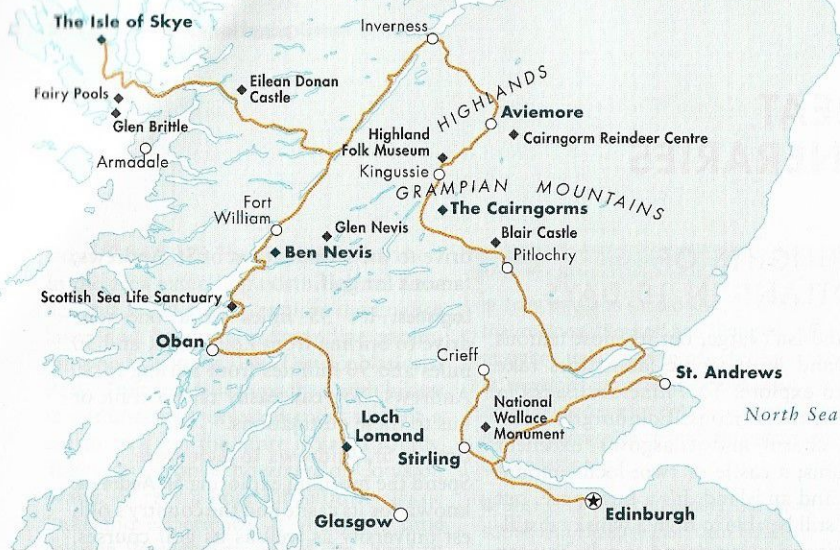 The Isle of Skye
Inverness
Eilean Donan
Castle
Fairy Pools
Glen Brittle
Armadale
HIGHLANDS
Aviemore
Cairngorm Reindeer Centre
Highland
Folk Museum
Kingussie
GRAMPIAN MOUNTAINS
The Cairngorms
Fort
William
Glen Nevis
Ben Nevis
Blair Castle
Pitlochry
Scottish Sea Life Sanctuary
Oban
Crieff
St. Andrews
North Sea
National
Wallace
Monument
Loch
Lomond
Stirling
Glasgow
Edinburgh